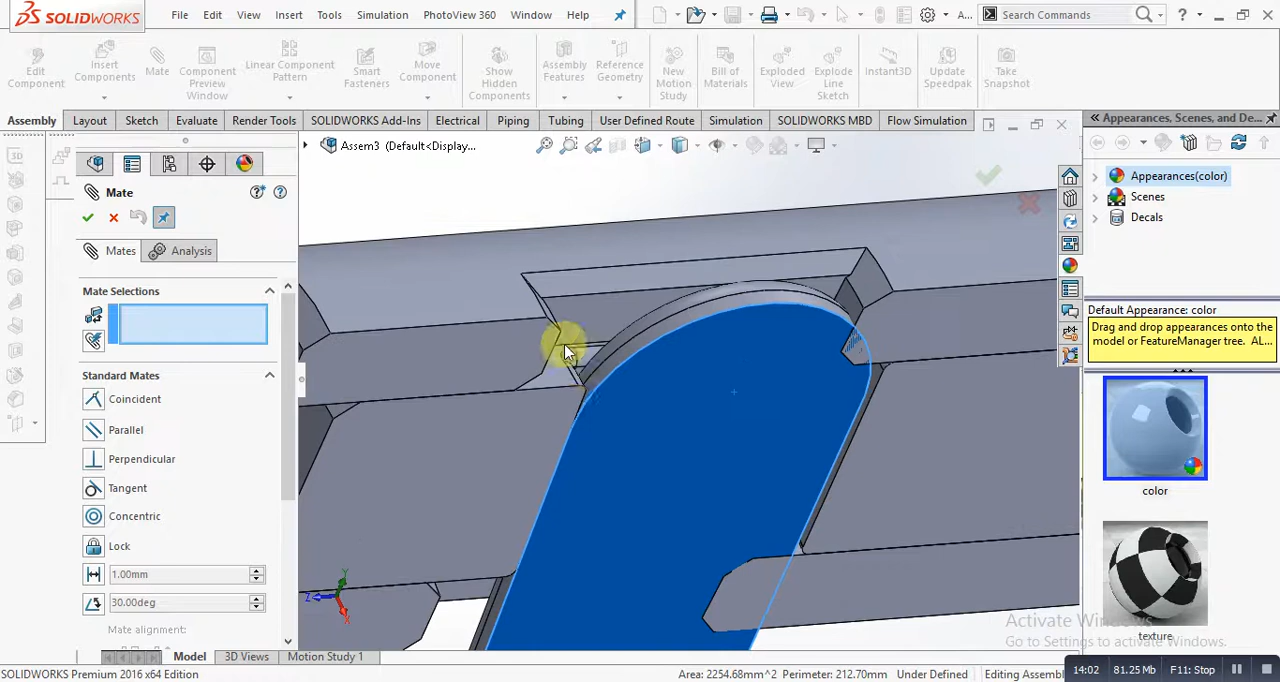 SOLIDWORKS File Edit View Insert Tools Simulation PhotoView 360 Window Help A... Search Commands
Edit Component
Insert Components
Mate
Component Preview Window
Linear Component Pattern
Smart Fasteners
Move Component
Show Hidden Components
Assembly Features
Reference Geometry
New Motion Study
Bill of Materials
Exploded View
Explode Line Sketch
Instant3D
Update Speedpak
Take Snapshot
Assembly Layout Sketch Evaluate Render Tools SOLIDWORKS Add-Ins Electrical Piping Tubing User Defined Route Simulation SOLIDWORKS MBD Flow Simulation
Appearances, Scenes, and De...
Assem3 (Default<Display...
Mate
Mates Analysis
Mate Selections
Standard Mates
Coincident
Parallel
Perpendicular
Tangent
Concentric
Lock
1.00mm
30.00deg
Mate alignment:
Y
Z
X
Appearances(color)
Scenes
Decals
Default Appearance: color
Drag and drop appearances onto the
model or FeatureManager tree. AL...
color
texture
Activate Windows
Go to Settings to activate Windows.
Model 3D Views Motion Study 1
SOLIDWORKS Premium 2016 x64 Edition Area: 2254.68mm^2 Perimeter: 212.70mm Under Defined Editing Assembly
14:02 81.25 Mb F11: Stop